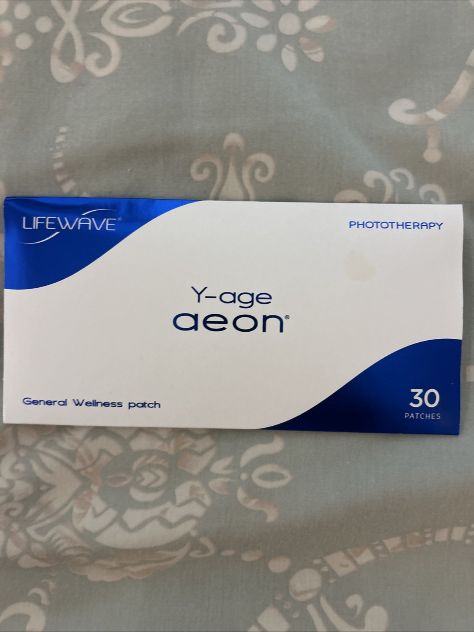 LIFEWAVE®
PHOTOTHERAPY
Y-age
aeon®
General Wellness patch
30
PATCHES